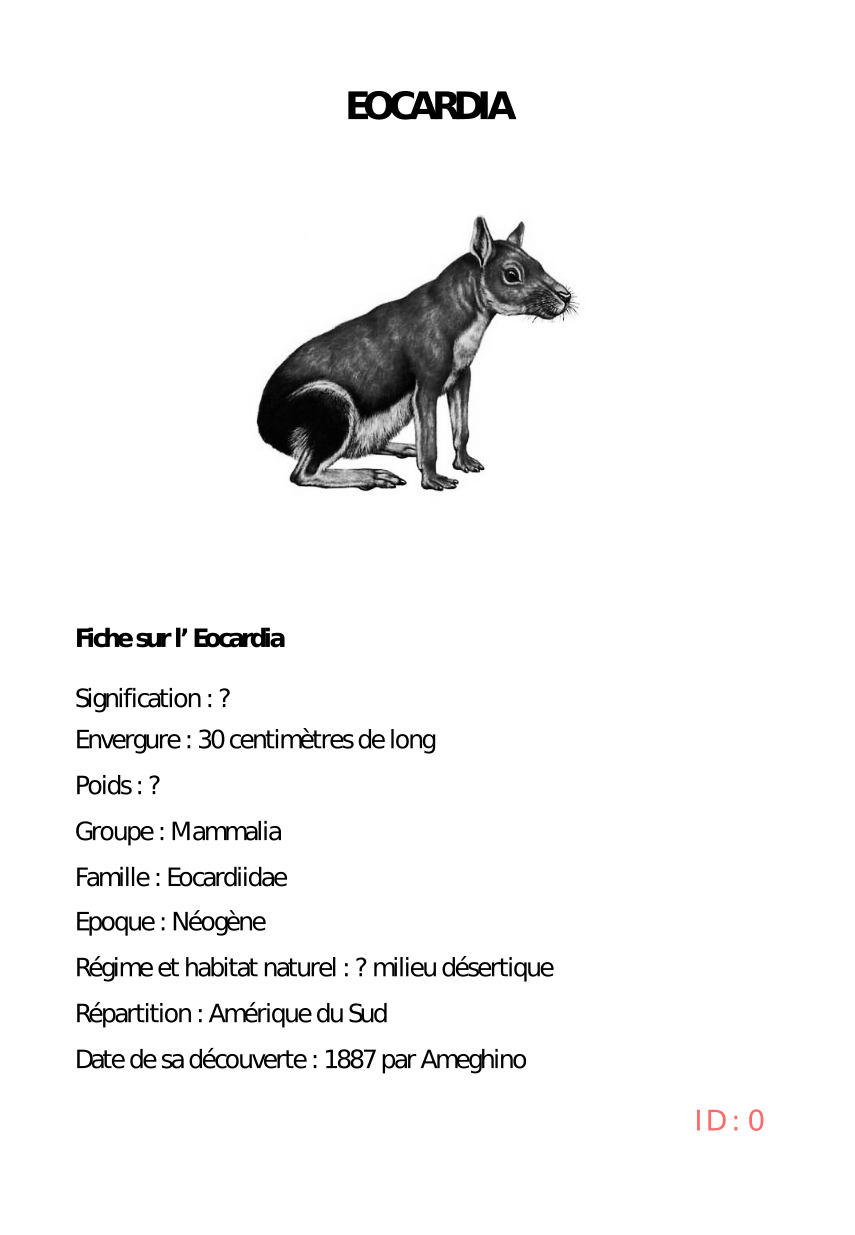 EOCARDIA
Fiche sur l’ Eocardia
Signification : ?
Envergure : 30 centimètres de long
Poids : ?
Groupe : Mammalia
Famille : Eocardiidae
Epoque : Néogène
Régime et habitat naturel : ? milieu désertique
Répartition : Amérique du Sud
Date de sa découverte : 1887 par Ameghino
ID : 0